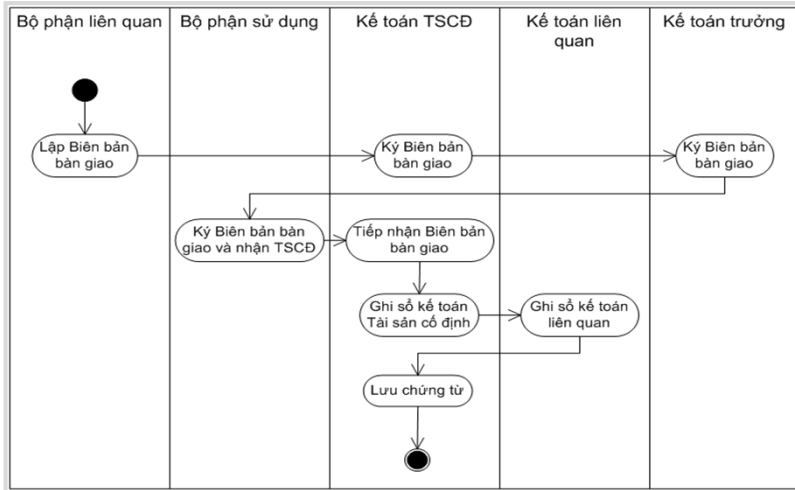 Bộ phận liên quan
Bộ phận sử dụng
Kế toán TSCĐ
Kế toán liên
quan
Kế toán trưởng
Lập Biên bản
bàn giao
Ký Biên bản
bàn giao
Ký Biên bản
bàn giao
Ký Biên bản bàn
giao và nhận TSCĐ
Tiếp nhận Biên bản
bàn giao
Ghi sổ kế toán
Tài sản cố định
Ghi sổ kế toán
liên quan
Lưu chứng từ